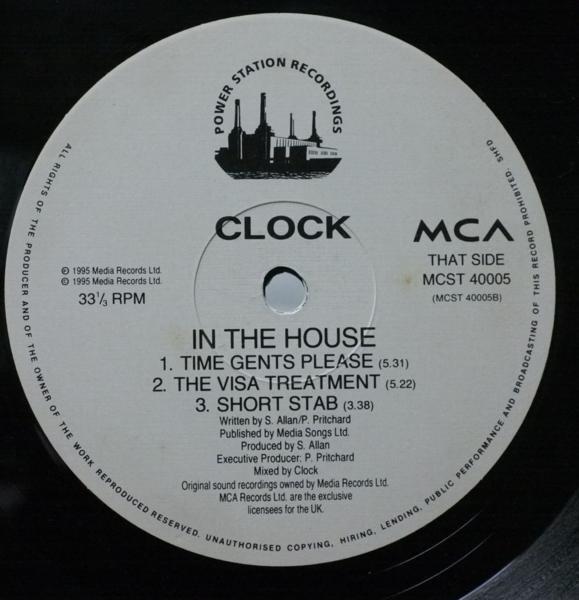 POWER STATION RECORDINGS
CLOCK
MCA
THAT SIDE
MCST 40005
(MCST 40005B)
℗ 1995 Media Records Ltd.
© 1995 Media Records Ltd.
33⅓ RPM
IN THE HOUSE
1. TIME GENTS PLEASE (5.31)
2. THE VISA TREATMENT (5.22)
3. SHORT STAB (3.38)
Written by S. Allan/P. Pritchard
Published by Media Songs Ltd.
Produced by S. Allan
Executive Producer: P. Pritchard
Mixed by Clock
Original sound recordings owned by Media Records Ltd.
MCA Records Ltd. are the exclusive
licensees for the UK.
ALL RIGHTS OF THE PRODUCER AND OF THE OWNER OF THE WORK REPRODUCED RESERVED. UNAUTHORISED COPYING, HIRING, LENDING, PUBLIC PERFORMANCE AND BROADCASTING OF THIS RECORD PROHIBITED. SHFD